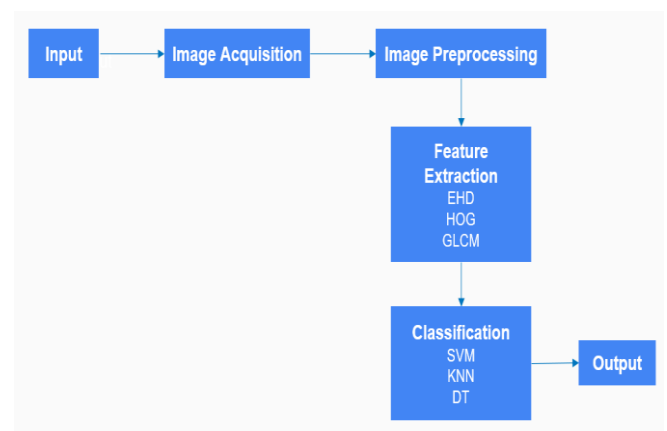 Input
Image Acquisition
Image Preprocessing
Feature
Extraction
EHD
HOG
GLCM
Classification
SVM
KNN
DT
Output